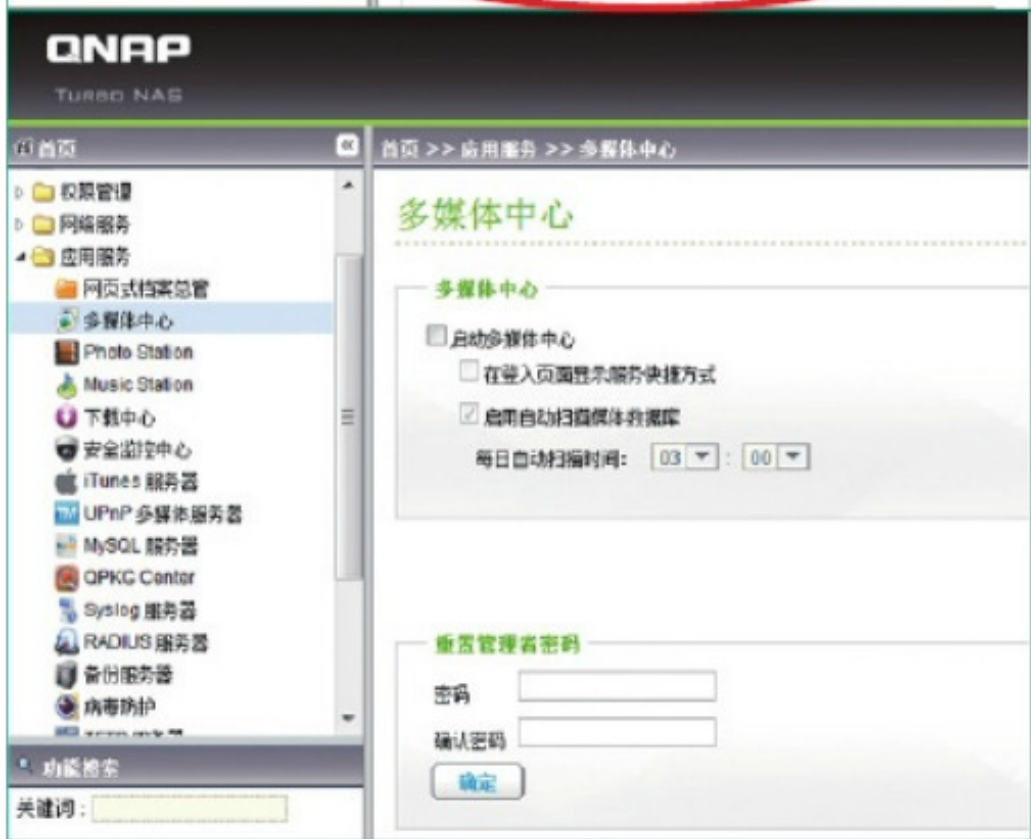 QNAP
TURBO NAS
首页
首页 >> 应用服务 >> 多媒体中心
权限管理
网络服务
应用服务
网页式档案总管
多媒体中心
Photo Station
Music Station
下载中心
安全监控中心
iTunes 服务器
UPnP 多媒体服务器
MySQL 服务器
QPKG Center
Syslog 服务器
RADIUS 服务器
备份服务器
病毒防护
功能搜索
关键词:
多媒体中心
多媒体中心
启动多媒体中心
在登入页面显示服务快捷方式
启用自动扫描媒体数据库
每日自动扫描时间: 03 : 00
重置管理者密码
密码
确认密码
确定